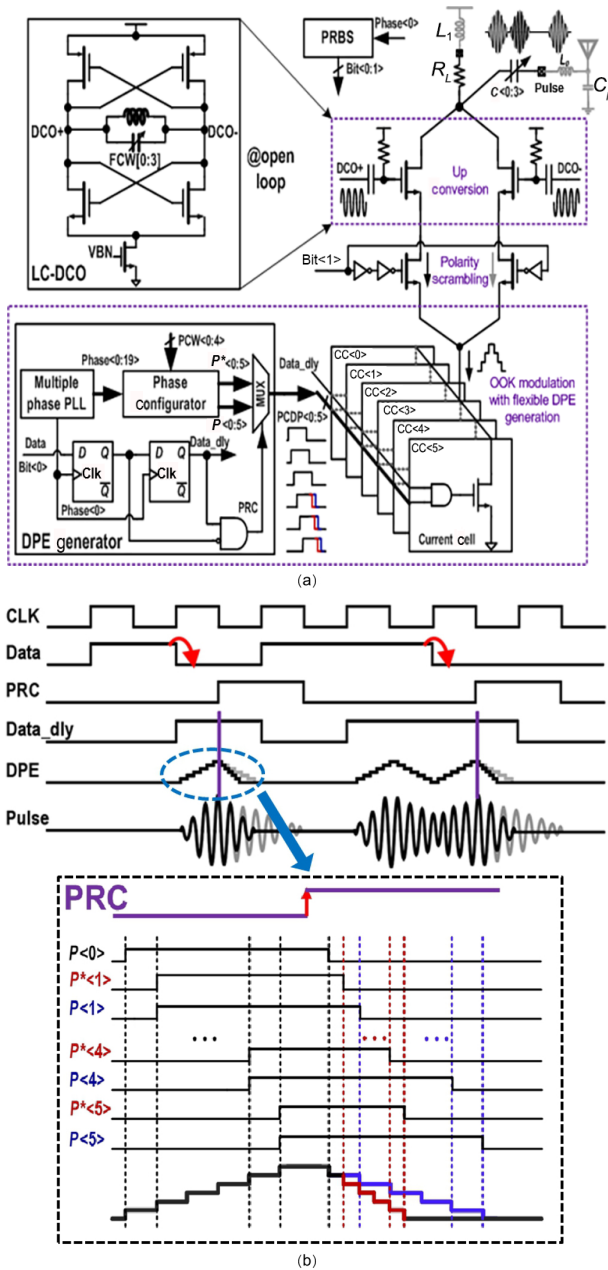 PRBS
Phase<0>
Bit<0:1>
L1
RL
C<0:3>
Pulse
L0
DCO+
DCO-
FCW[0:3]
@open
loop
VBN
LC-DCO
DCO+
Up
conversion
DCO-
Bit<1>
Polarity
scrambling
PCW<0:4>
Phase<0:19>
Multiple
phase PLL
Phase
configurator
P*<0:5>
P<0:5>
MUX
Data_dly
PCDP<0:5>
CC<0>
CC<1>
CC<2>
CC<3>
CC<4>
CC<5>
OOK modulation
with flexible DPE
generation
Data
Bit<0>
D Q
Clk
Q
D Q
Clk
Q
Data_dly
Phase<0>
PRC
DPE generator
Current cell
(a)
CLK
Data
PRC
Data_dly
DPE
Pulse
PRC
P<0>
P*<1>
P<1>
P*<4>
P<4>
P*<5>
P<5>
(b)